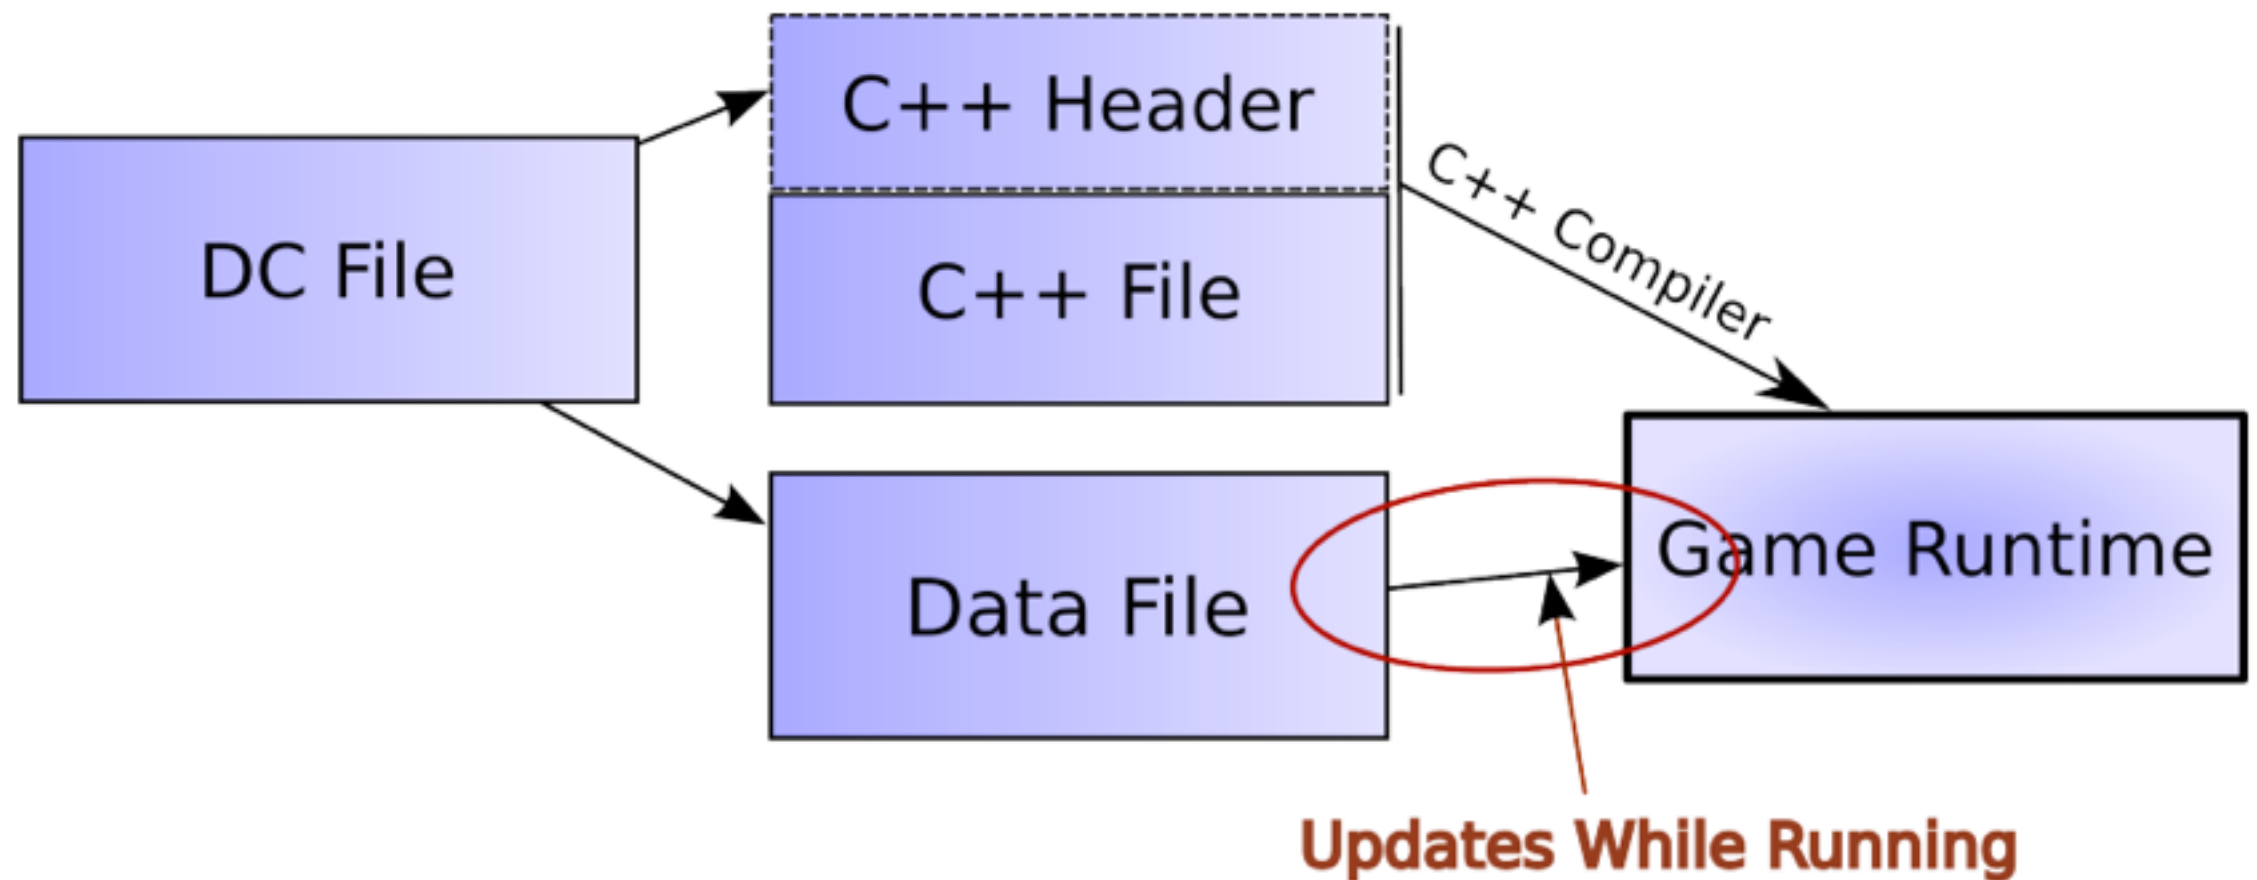 C++ Header
DC File
C++ File
C++ Compiler
Data File
Game Runtime
Updates While Running